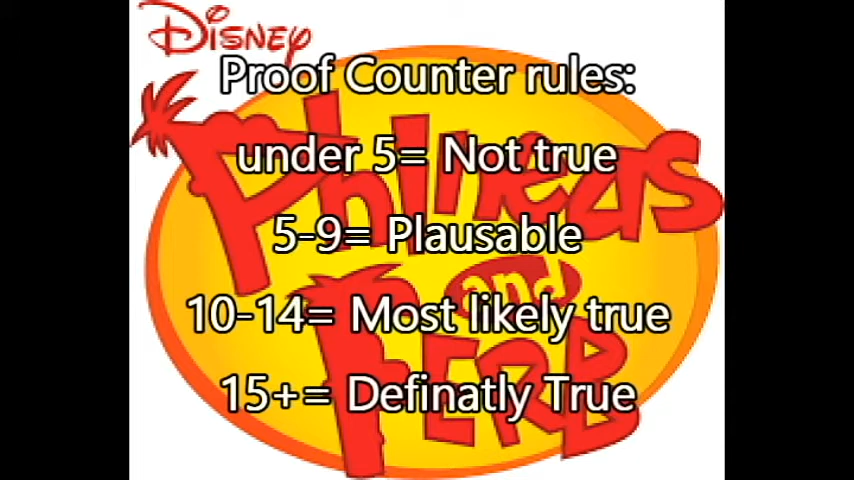 Disney
Proof Counter rules:
under 5= Not true
Phineas
5-9= Plausable
and
10-14= Most likely true
Ferb
15+= Definatly True